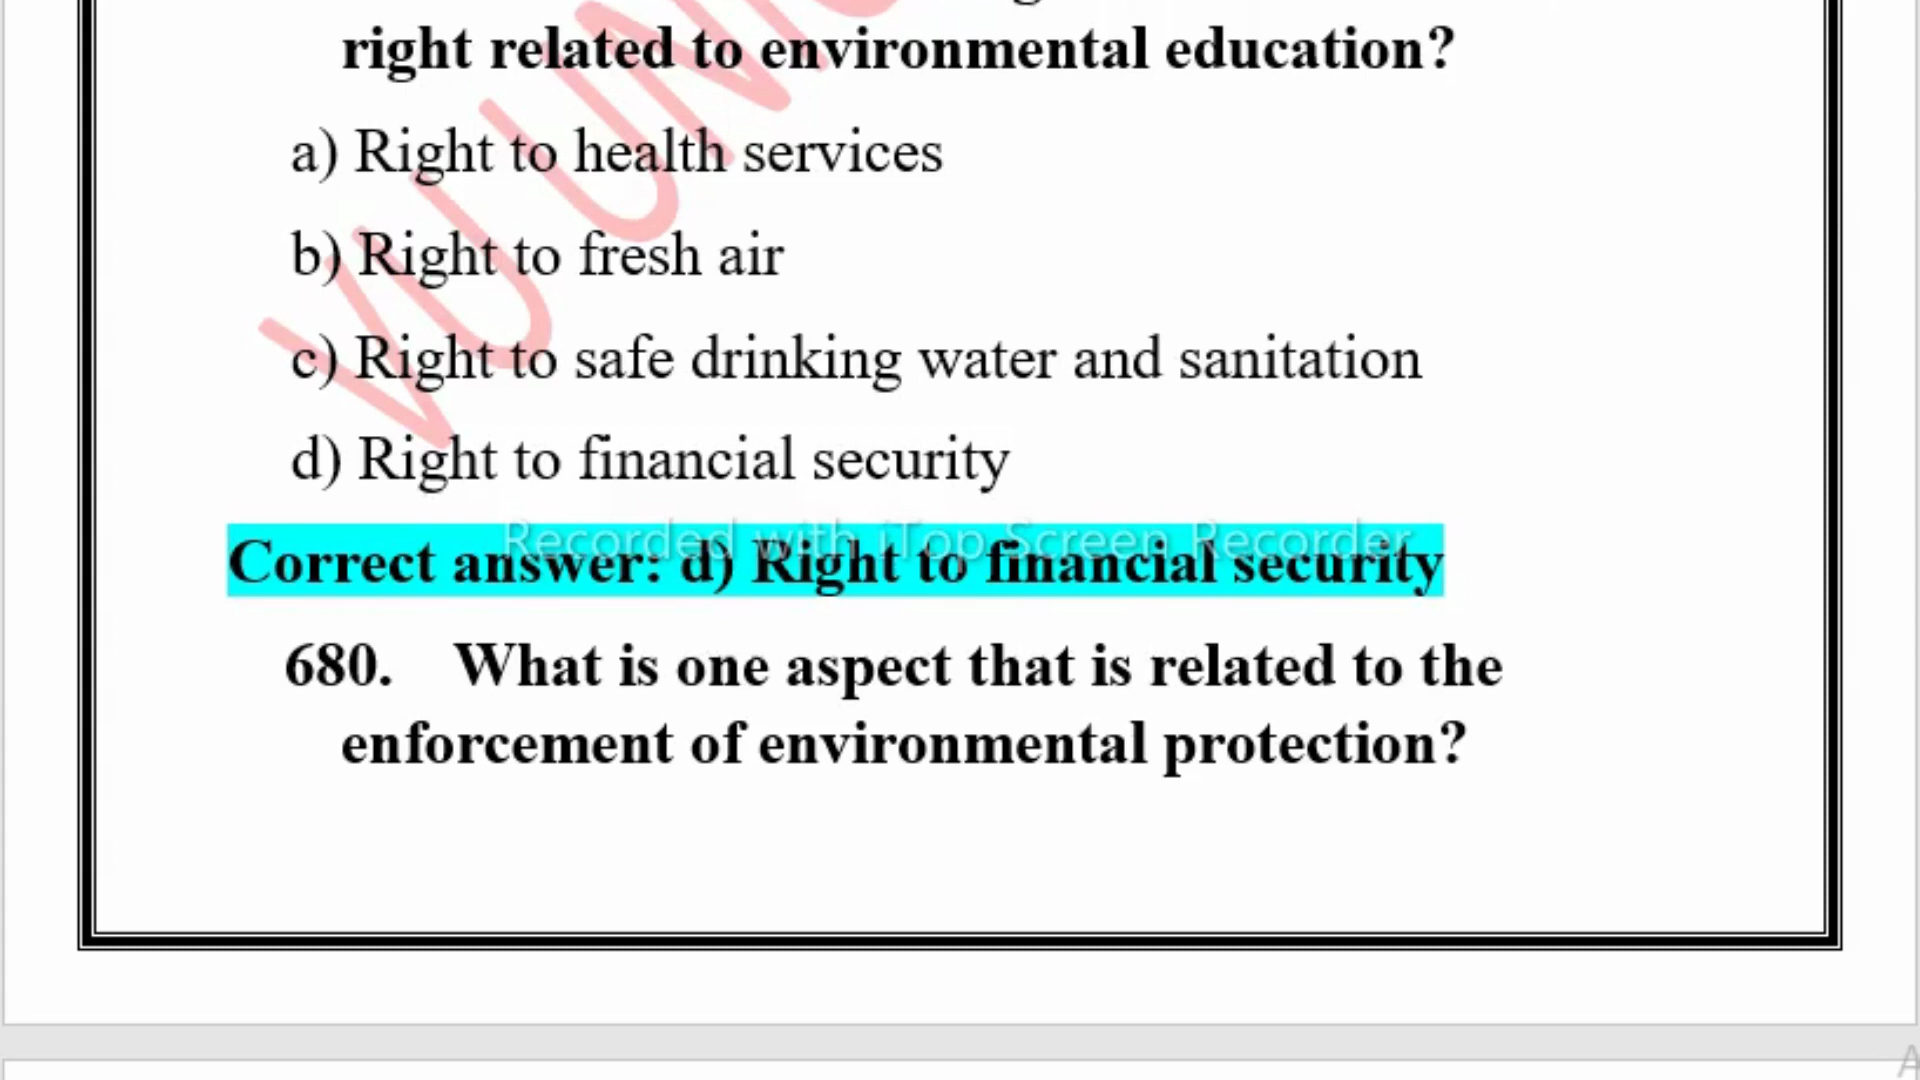 right related to environmental education?
a) Right to health services
b) Right to fresh air
c) Right to safe drinking water and sanitation
d) Right to financial security
Recorded with iTop Screen Recorder
Correct answer: d) Right to financial security
680. What is one aspect that is related to the
enforcement of environmental protection?
VU